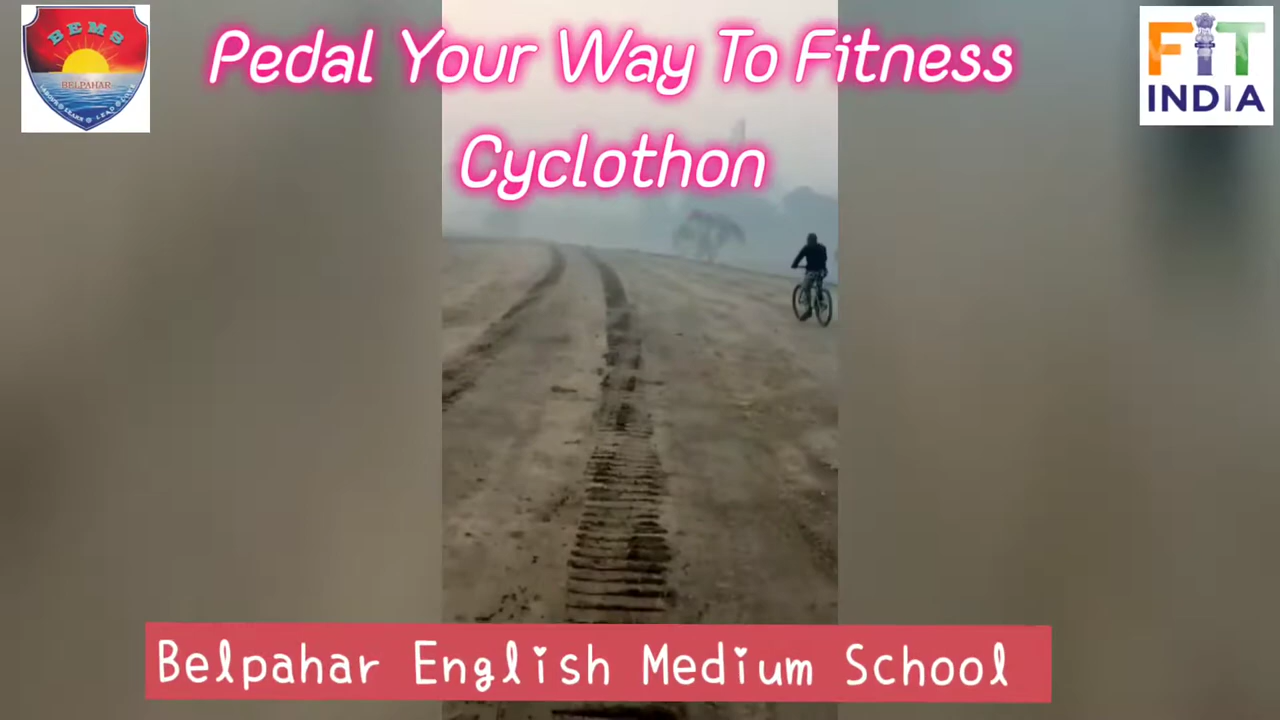 BEMS
BELPAHAR
Pedal Your Way To Fitness
Cyclothon
FIT
INDIA
Belpahar English Medium School